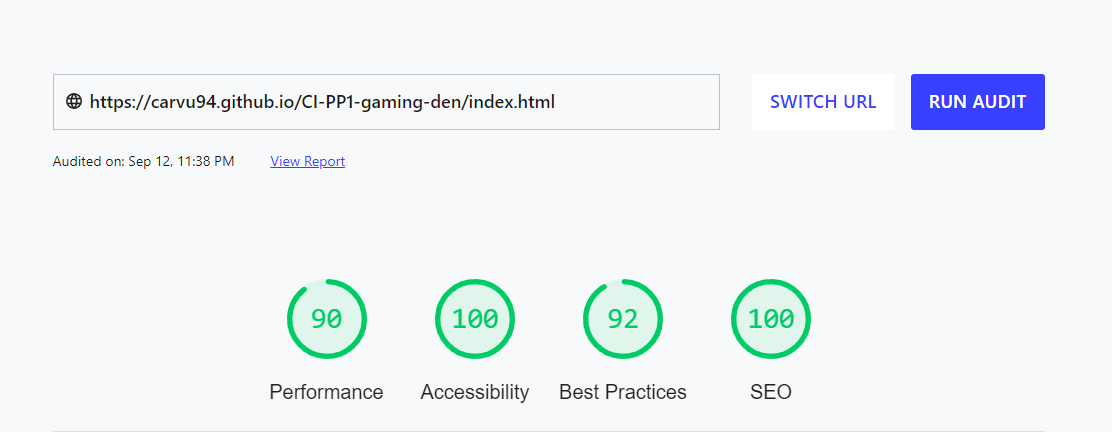 https://carvu94.github.io/CI-PP1-gaming-den/index.html SWITCH URL RUN AUDIT
Audited on: Sep 12, 11:38 PM View Report
90 100 92 100
Performance Accessibility Best Practices SEO